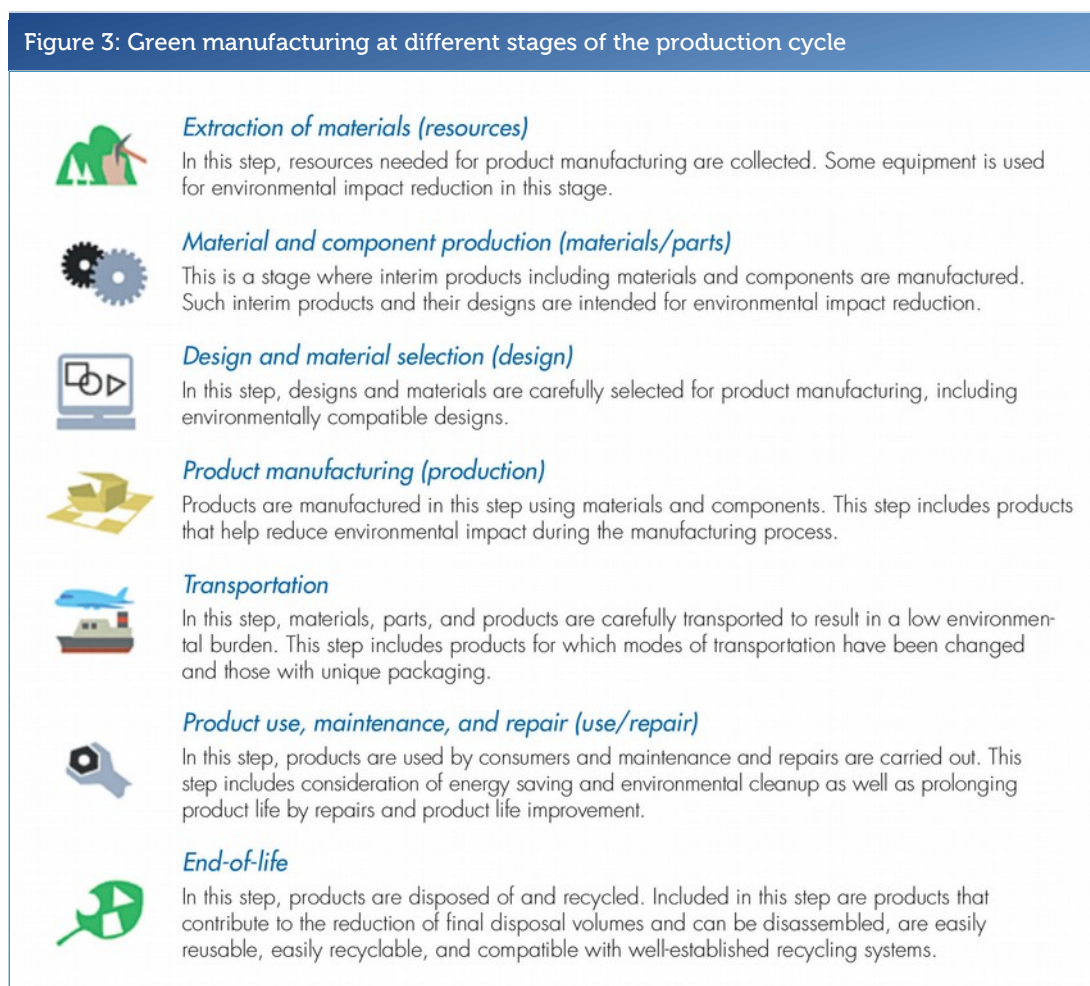 Figure 3: Green manufacturing at different stages of the production cycle
Extraction of materials (resources)
In this step, resources needed for product manufacturing are collected. Some equipment is used
for environmental impact reduction in this stage.
Material and component production (materials/parts)
This is a stage where interim products including materials and components are manufactured.
Such interim products and their designs are intended for environmental impact reduction.
Design and material selection (design)
In this step, designs and materials are carefully selected for product manufacturing, including
environmentally compatible designs.
Product manufacturing (production)
Products are manufactured in this step using materials and components. This step includes products
that help reduce environmental impact during the manufacturing process.
Transportation
In this step, materials, parts, and products are carefully transported to result in a low environmen-
tal burden. This step includes products for which modes of transportation have been changed
and those with unique packaging.
Product use, maintenance, and repair (use/repair)
In this step, products are used by consumers and maintenance and repairs are carried out. This
step includes consideration of energy saving and environmental cleanup as well as prolonging
product life by repairs and product life improvement.
End-of-life
In this step, products are disposed of and recycled. Included in this step are products that
contribute to the reduction of final disposal volumes and can be disassembled, are easily
reusable, easily recyclable, and compatible with well-established recycling systems.